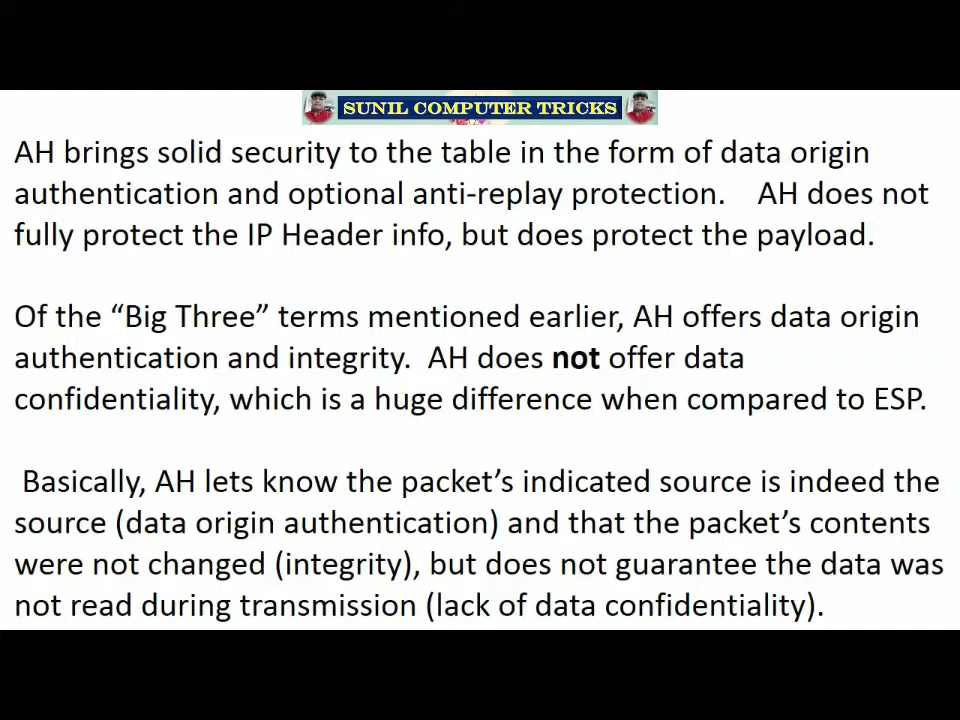 SUNIL COMPUTER TRICKS
AH brings solid security to the table in the form of data origin
authentication and optional anti-replay protection.    AH does not
fully protect the IP Header info, but does protect the payload.
Of the “Big Three” terms mentioned earlier, AH offers data origin
authentication and integrity.  AH does not offer data
confidentiality, which is a huge difference when compared to ESP.
Basically, AH lets know the packet’s indicated source is indeed the
source (data origin authentication) and that the packet’s contents
were not changed (integrity), but does not guarantee the data was
not read during transmission (lack of data confidentiality).